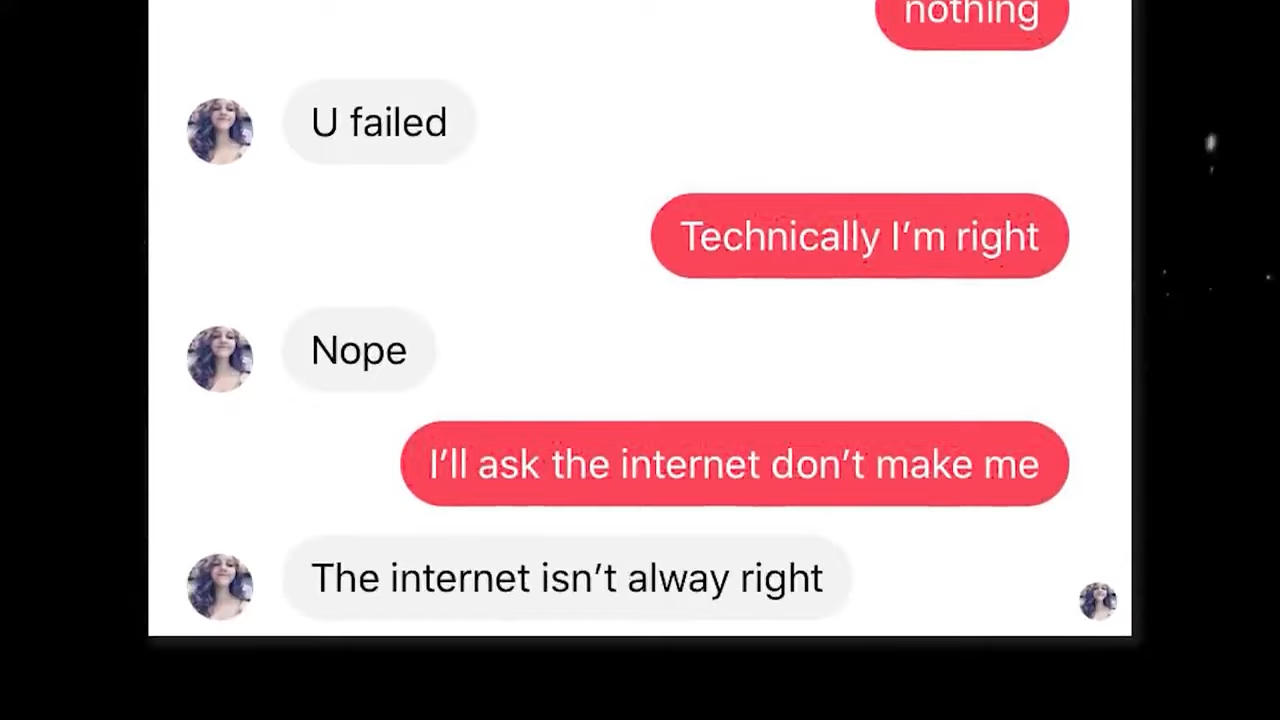 nothing
U failed
Technically I’m right
Nope
I’ll ask the internet don’t make me
The internet isn’t alway right